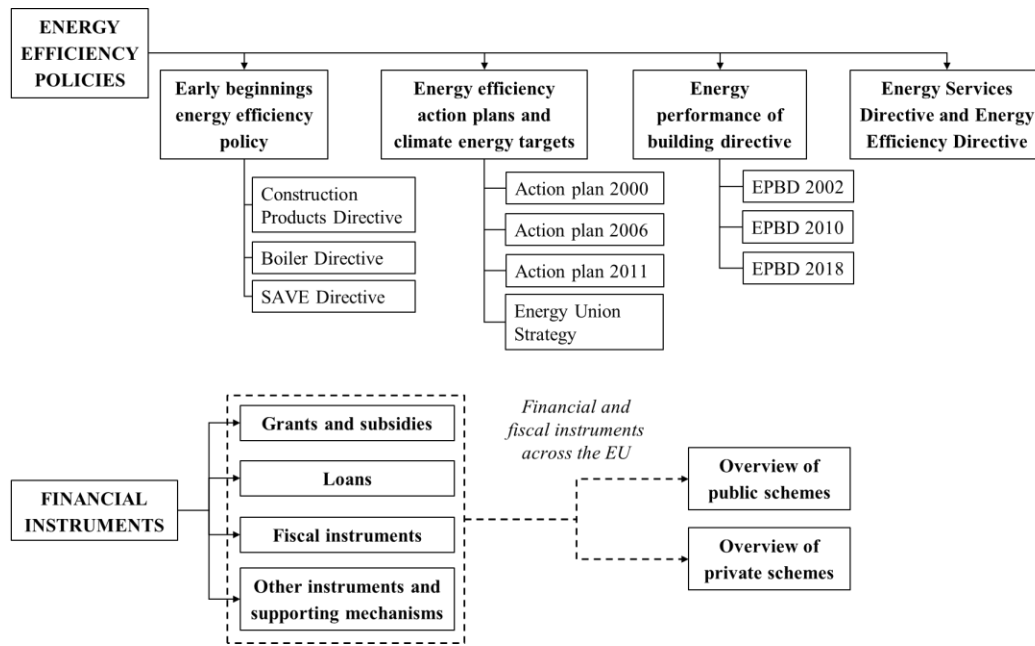 ENERGY
EFFICIENCY
POLICIES
Early beginnings
energy efficiency
policy
Construction
Products Directive
Boiler Directive
SAVE Directive
Energy efficiency
action plans and
climate energy targets
Action plan 2000
Action plan 2006
Action plan 2011
Energy Union
Strategy
Energy
performance of
building directive
EPBD 2002
EPBD 2010
EPBD 2018
Energy Services
Directive and Energy
Efficiency Directive
FINANCIAL
INSTRUMENTS
Grants and subsidies
Loans
Fiscal instruments
Other instruments and
supporting mechanisms
Financial and
fiscal instruments
across the EU
Overview of
public schemes
Overview of
private schemes